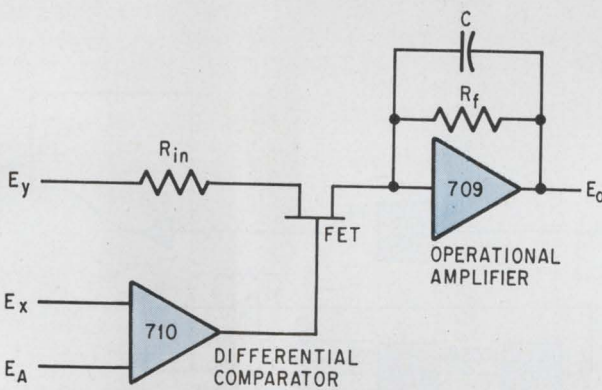 C
R_f
R_in
E_y
709
E_o
FET
OPERATIONAL
AMPLIFIER
E_x
710
E_A
DIFFERENTIAL
COMPARATOR